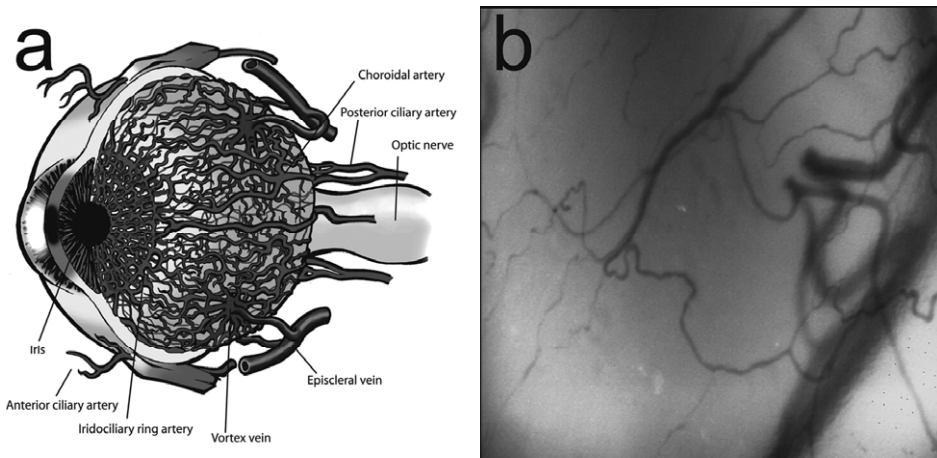 a
b
Choroidal artery
Posterior ciliary artery
Optic nerve
Iris
Episcleral vein
Anterior ciliary artery
Iridociliary ring artery
Vortex vein